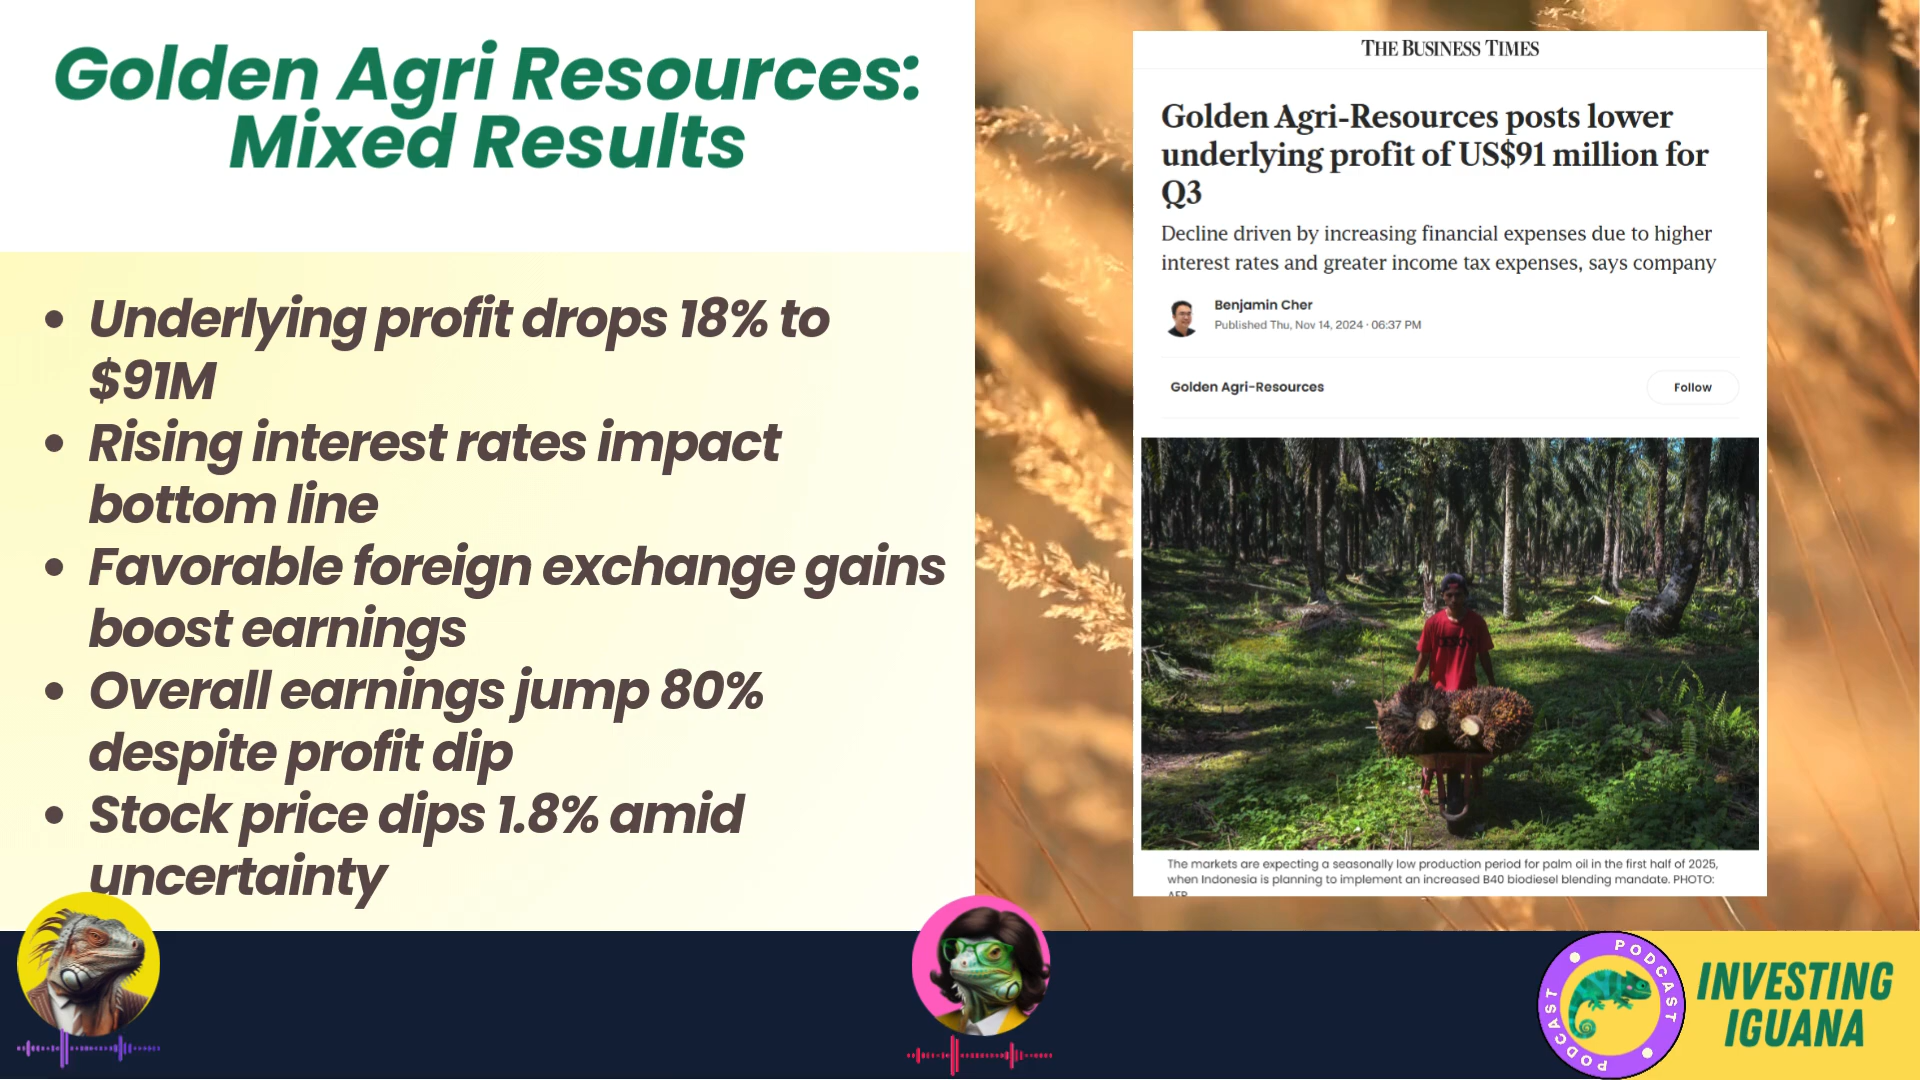 Golden Agri Resources:
Mixed Results
• Underlying profit drops 18% to
$91M
• Rising interest rates impact
bottom line
• Favorable foreign exchange gains
boost earnings
• Overall earnings jump 80%
despite profit dip
• Stock price dips 1.8% amid
uncertainty
THE BUSINESS TIMES
Golden Agri-Resources posts lower
underlying profit of US$91 million for
Q3
Decline driven by increasing financial expenses due to higher
interest rates and greater income tax expenses, says company
Benjamin Cher
Published Thu, Nov 14, 2024 · 06:37 PM
Golden Agri-Resources
Follow
The markets are expecting a seasonally low production period for palm oil in the first half of 2025,
when Indonesia is planning to implement an increased B40 biodiesel blending mandate. PHOTO:
AFP
PODCAST
PODCAST
PODCAST
INVESTING
IGUANA